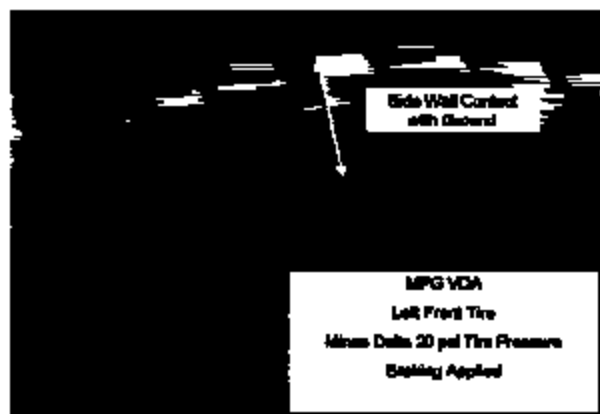 Side Wall Contact
with Ground
MPG VDA
Left Front Tire
Minus Delta 20 psi Tire Pressure
Braking Applied